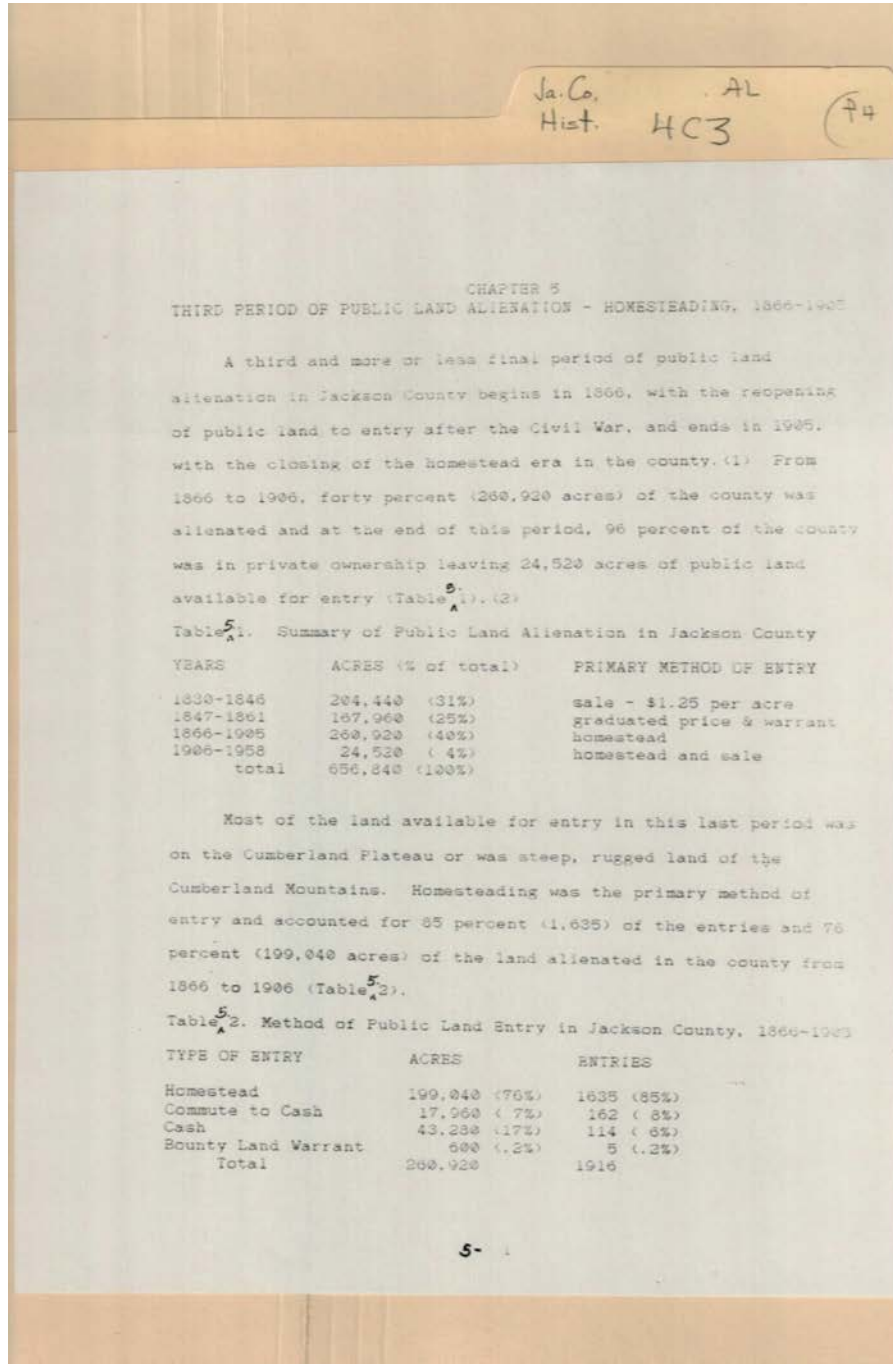 Ja. Co. . AL
Hist. 4C3 P4
CHAPTER 5
THIRD PERIOD OF PUBLIC LAND ALIENATION - HOMESTEADING, 1866-1905
A third and more or less final period of public land
alienation in Jackson County begins in 1866, with the reopening
of public land to entry after the Civil War, and ends in 1905,
with the closing of the homestead era in the county.(1) From
1866 to 1906, forty percent (260,920 acres) of the county was
alienated and at the end of this period, 96 percent of the county
was in private ownership leaving 24,520 acres of public land
available for entry (Table 5-1).(2)
Table 5-1. Summary of Public Land Alienation in Jackson County
YEARS ACRES (% of total) PRIMARY METHOD OF ENTRY
1830-1846 204,440 (31%) sale - $1.25 per acre
1847-1861 167,960 (25%) graduated price & warrant
1866-1905 260,920 (40%) homestead
1906-1958 24,520 ( 4%) homestead and sale
total 656,840 (100%)
Most of the land available for entry in this last period was
on the Cumberland Plateau or was steep, rugged land of the
Cumberland Mountains. Homesteading was the primary method of
entry and accounted for 85 percent (1,635) of the entries and 76
percent (199,040 acres) of the land alienated in the county from
1866 to 1906 (Table 5-2).
Table 5-2. Method of Public Land Entry in Jackson County, 1866-1905
TYPE OF ENTRY ACRES ENTRIES
Homestead 199,040 (76%) 1635 (85%)
Commute to Cash 17,960 ( 7%) 162 ( 8%)
Cash 43,280 (17%) 114 ( 6%)
Bounty Land Warrant 600 (.2%) 5 (.2%)
Total 260,920 1916
5- 1